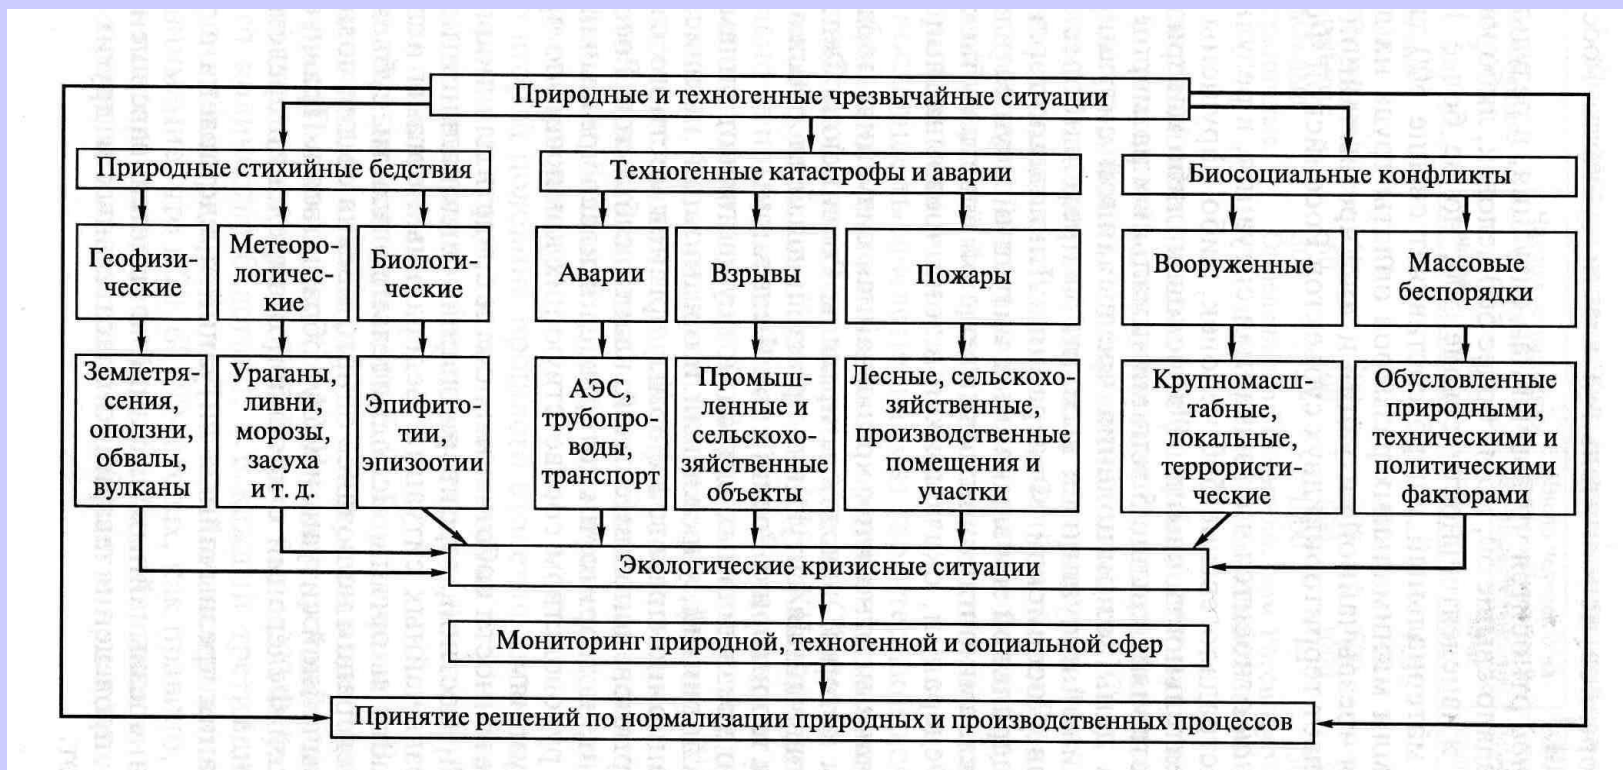 Природные и техногенные чрезвычайные ситуации
Природные стихийные бедствия
Техногенные катастрофы и аварии
Биосоциальные конфликты
Геофизи-
ческие
Метеоро-
логичес-
кие
Биологи-
ческие
Аварии
Взрывы
Пожары
Вооруженные
Массовые
беспорядки
Землетря-
сения,
оползни,
обвалы,
вулканы
Ураганы,
ливни,
морозы,
засуха
и т. д.
Эпифито-
тии,
эпизоотии
АЭС,
трубопро-
воды,
транспорт
Промыш-
ленные и
сельскохо-
зяйственные
объекты
Лесные, сельскохо-
зяйственные,
производственные
помещения и
участки
Крупномасш-
табные,
локальные,
террористи-
ческие
Обусловленные
природными,
техническими и
политическими
факторами
Экологические кризисные ситуации
Мониторинг природной, техногенной и социальной сфер
Принятие решений по нормализации природных и производственных процессов